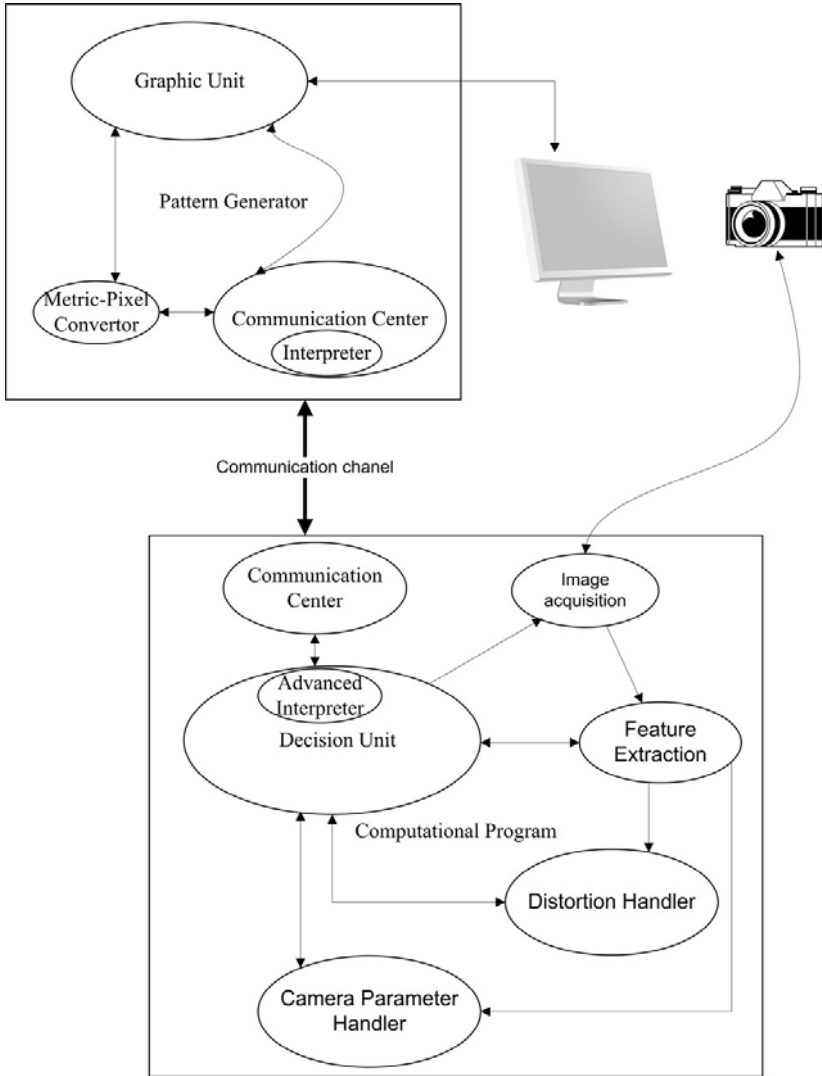 Graphic Unit
Pattern Generator
Metric-Pixel
Convertor
Communication Center
Interpreter
Communication chanel
Communication
Center
Image
acquisition
Advanced
Interpreter
Decision Unit
Feature
Extraction
Computational Program
Distortion Handler
Camera Parameter
Handler